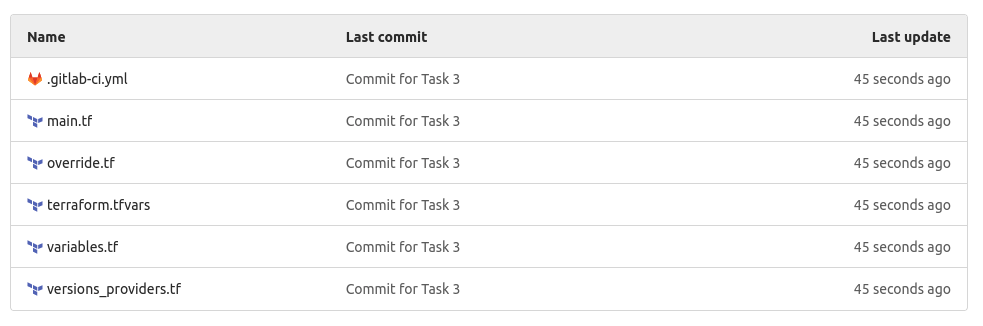 Name Last commit Last update
.gitlab-ci.yml Commit for Task 3 45 seconds ago
main.tf Commit for Task 3 45 seconds ago
override.tf Commit for Task 3 45 seconds ago
terraform.tfvars Commit for Task 3 45 seconds ago
variables.tf Commit for Task 3 45 seconds ago
versions_providers.tf Commit for Task 3 45 seconds ago